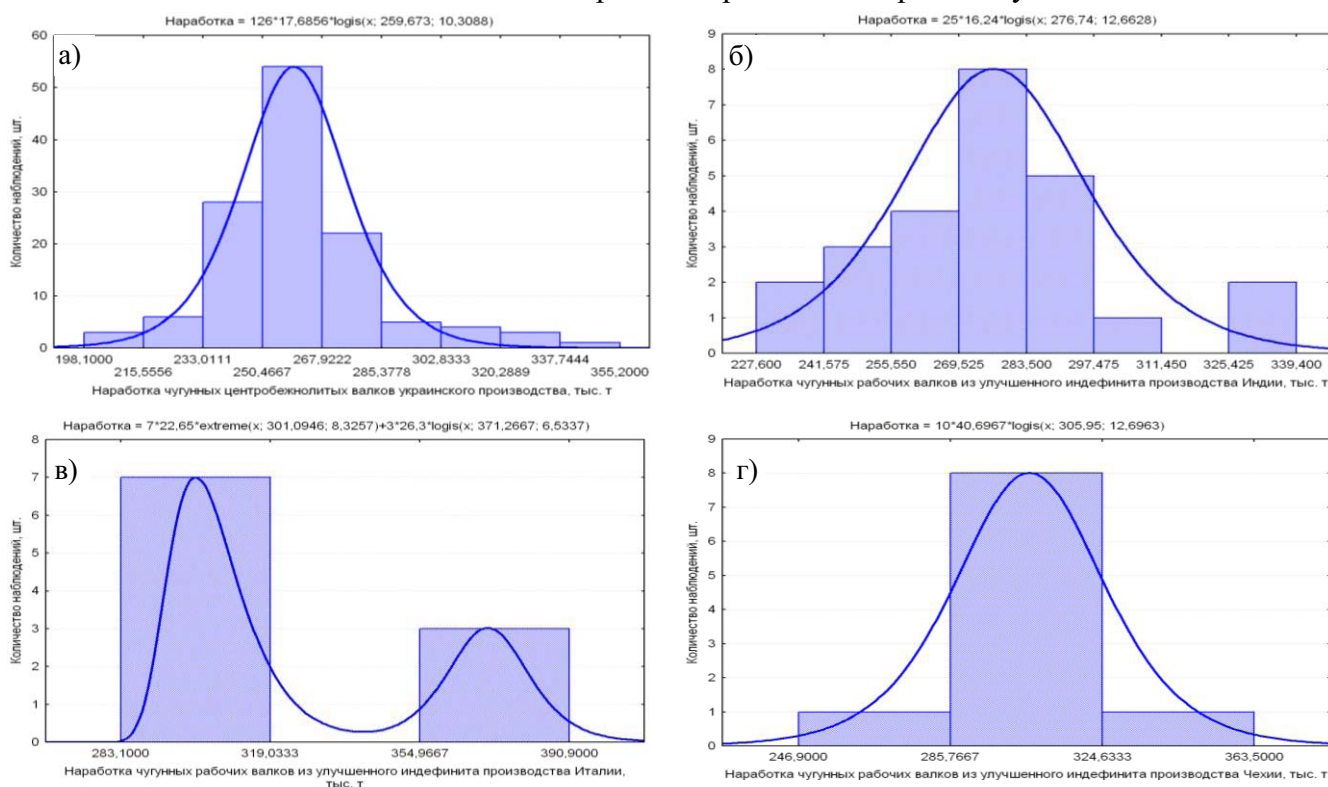 Наработка = 126*17,6856*logis(x; 259,673; 10,3088)
а)
Количество наблюдений, шт.
60
50
40
30
20
10
0
198,1000 233,0111 267,9222 302,8333 337,7444
215,5556 250,4667 285,3778 320,2889 355,2000
Наработка чугунных центробежнолитых валков украинского производства, тыс. т
Наработка = 25*16,24*logis(x; 276,74; 12,6628)
б)
Количество наблюдений, шт.
9
8
7
6
5
4
3
2
1
0
227,600 255,550 283,500 311,450 339,400
241,575 269,525 297,475 325,425
Наработка чугунных рабочих валков из улучшенного индефинита производства Индии, тыс. т
Наработка = 7*22,65*extreme(x; 301,0946; 8,3257)+3*26,3*logis(x; 371,2667; 6,5337)
в)
Количество наблюдений, шт.
8
7
6
5
4
3
2
1
0
283,1000 319,0333 354,9667 390,9000
Наработка чугунных рабочих валков из улучшенного индефинита производства Италии,
тыс. т
Наработка = 10*40,6967*logis(x; 305,95; 12,6963)
г)
Количество наблюдений, шт.
9
8
7
6
5
4
3
2
1
0
246,9000 285,7667 324,6333 363,5000
Наработка чугунных рабочих валков из улучшенного индефинита производства Чехии, тыс. т